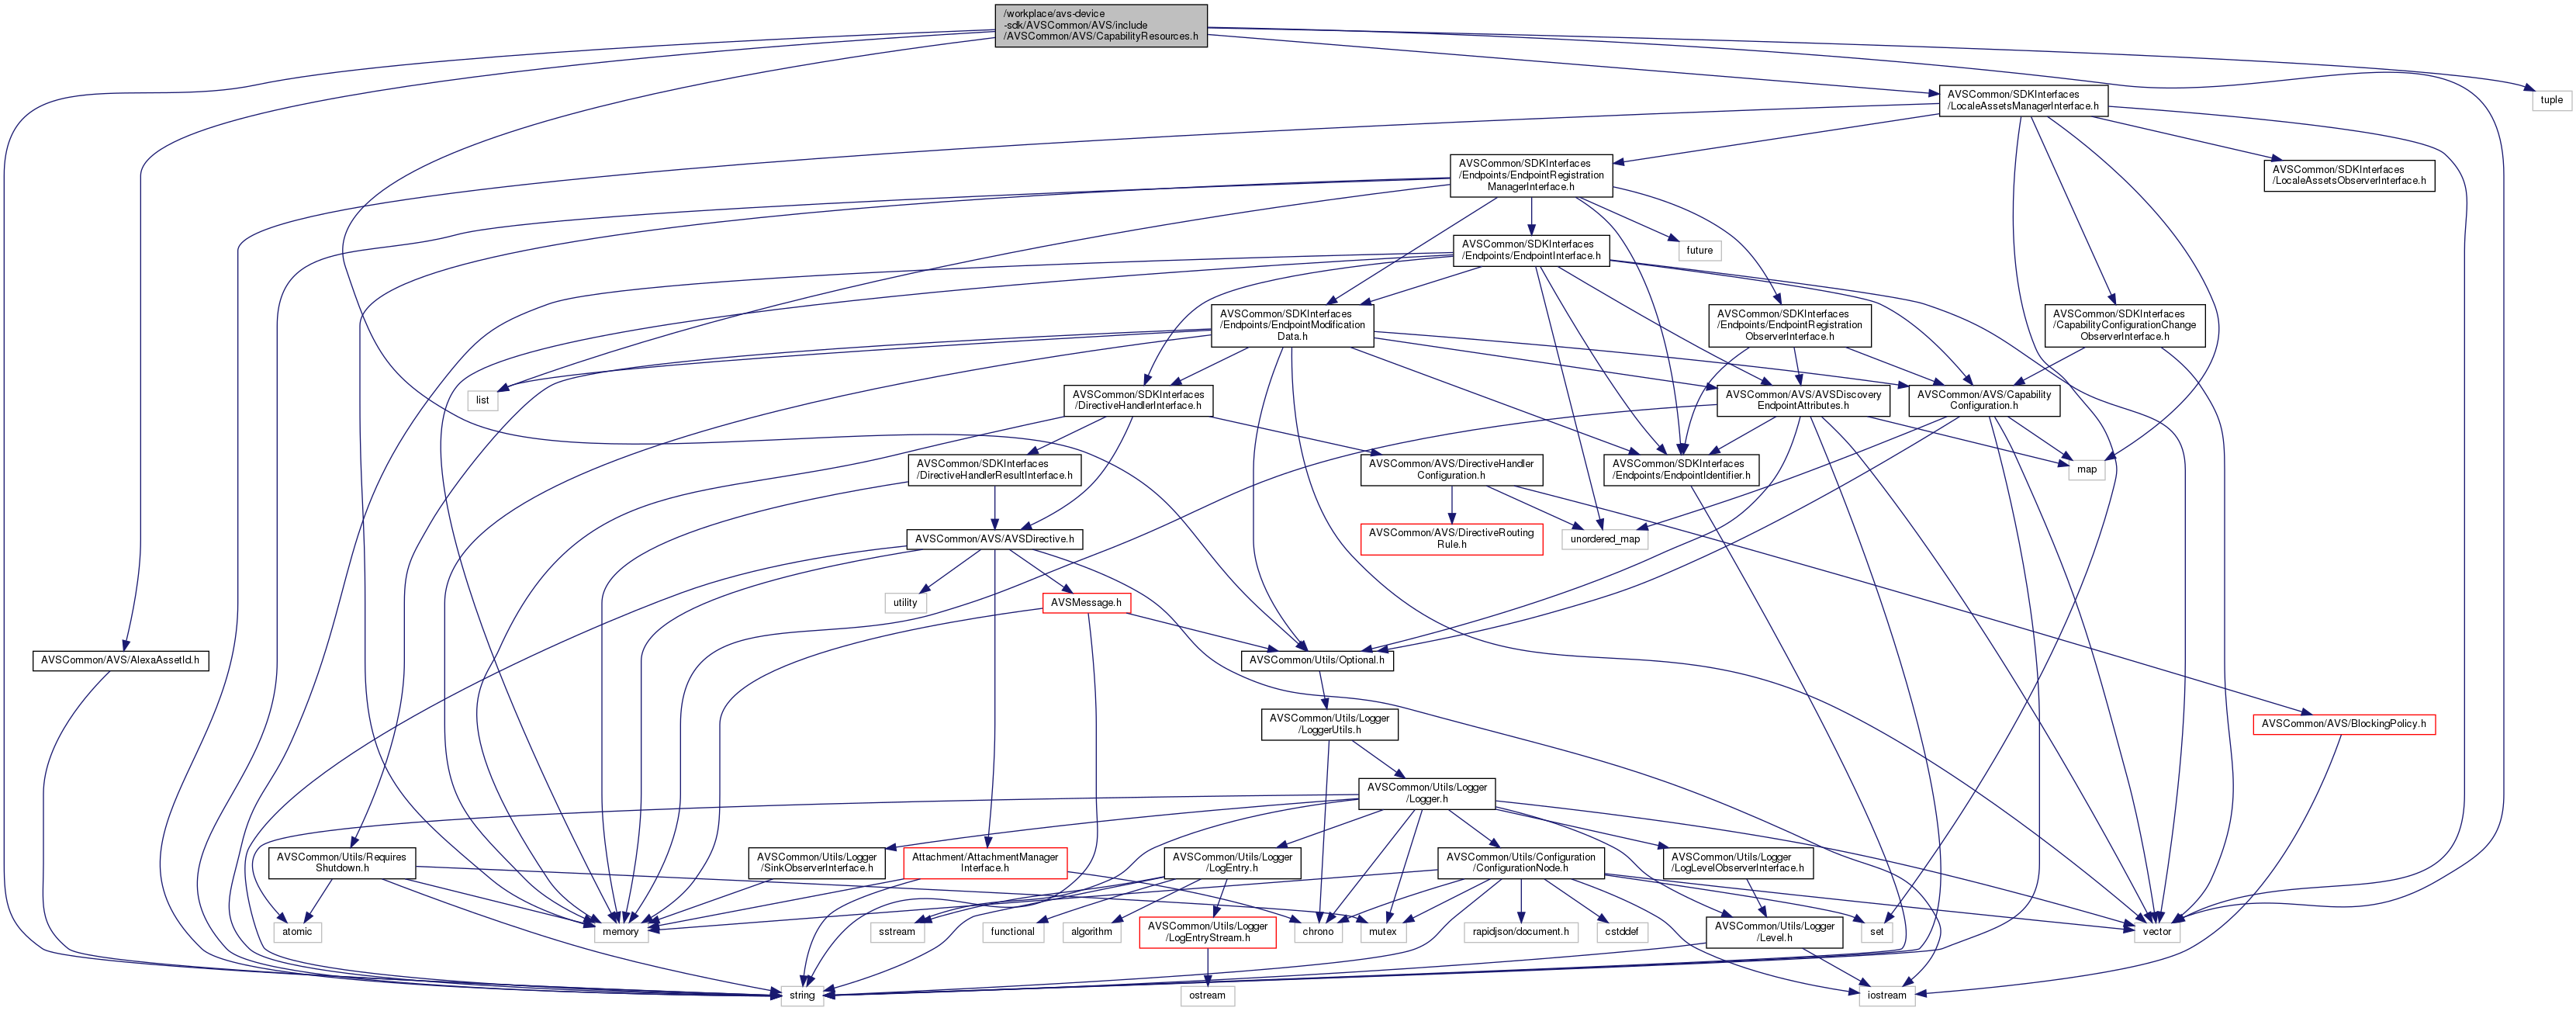 /workplace/avs-device
-sdk/AVSCommon/AVS/include
/AVSCommon/AVS/CapabilityResources.h
AVSCommon/SDKInterfaces
/LocaleAssetsManagerInterface.h
tuple
AVSCommon/SDKInterfaces
/Endpoints/EndpointRegistration
ManagerInterface.h
AVSCommon/SDKInterfaces
/LocaleAssetsObserverInterface.h
AVSCommon/SDKInterfaces
/Endpoints/EndpointInterface.h
future
AVSCommon/SDKInterfaces
/Endpoints/EndpointModification
Data.h
AVSCommon/SDKInterfaces
/Endpoints/EndpointRegistration
ObserverInterface.h
AVSCommon/SDKInterfaces
/CapabilityConfigurationChange
ObserverInterface.h
list
AVSCommon/SDKInterfaces
/DirectiveHandlerInterface.h
AVSCommon/AVS/AVSDiscovery
EndpointAttributes.h
AVSCommon/AVS/Capability
Configuration.h
AVSCommon/SDKInterfaces
/DirectiveHandlerResultInterface.h
AVSCommon/AVS/DirectiveHandler
Configuration.h
AVSCommon/SDKInterfaces
/Endpoints/EndpointIdentifier.h
map
AVSCommon/AVS/AVSDirective.h
AVSCommon/AVS/DirectiveRouting
Rule.h
unordered_map
utility
AVSMessage.h
AVSCommon/AVS/AlexaAssetId.h
AVSCommon/Utils/Optional.h
AVSCommon/Utils/Logger
/LoggerUtils.h
AVSCommon/AVS/BlockingPolicy.h
AVSCommon/Utils/Logger
/Logger.h
AVSCommon/Utils/Requires
Shutdown.h
AVSCommon/Utils/Logger
/SinkObserverInterface.h
Attachment/AttachmentManager
Interface.h
AVSCommon/Utils/Logger
/LogEntry.h
AVSCommon/Utils/Configuration
/ConfigurationNode.h
AVSCommon/Utils/Logger
/LogLevelObserverInterface.h
atomic
memory
sstream
functional
algorithm
AVSCommon/Utils/Logger
/LogEntryStream.h
chrono
mutex
rapidjson/document.h
cstddef
AVSCommon/Utils/Logger
/Level.h
set
vector
string
ostream
iostream